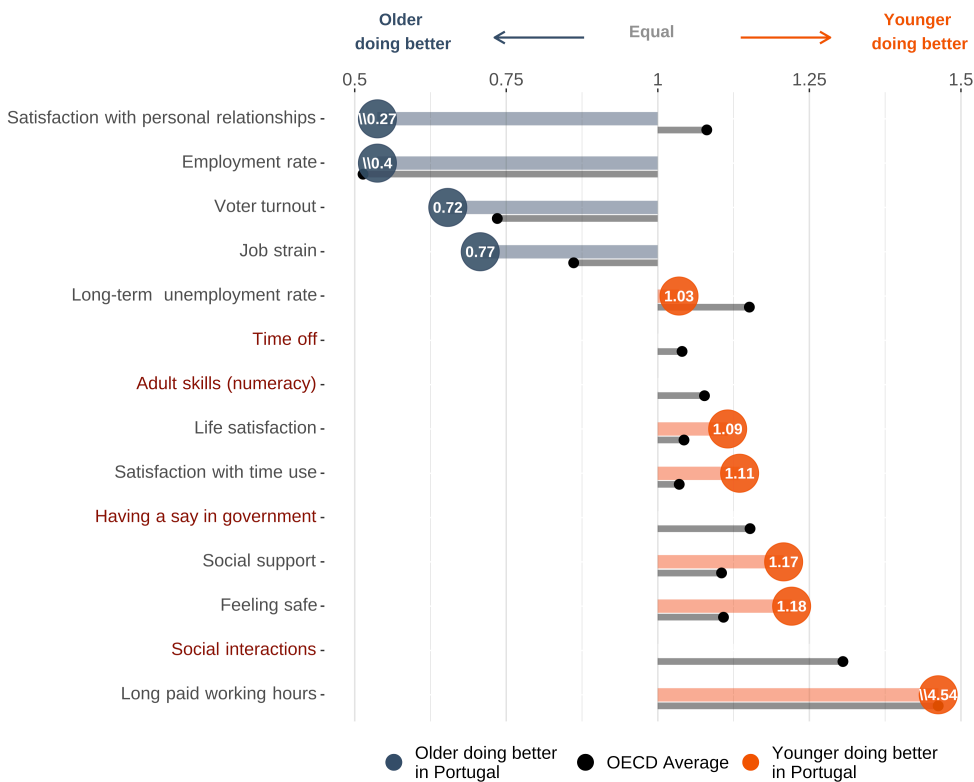 Older
doing better
Equal
Younger
doing better
0.5 0.75 1 1.25 1.5
Satisfaction with personal relationships \\0.27
Employment rate \\0.4
Voter turnout 0.72
Job strain 0.77
Long-term unemployment rate 1.03
Time off
Adult skills (numeracy)
Life satisfaction 1.09
Satisfaction with time use 1.11
Having a say in government
Social support 1.17
Feeling safe 1.18
Social interactions
Long paid working hours \\4.54
Older doing better
in Portugal
OECD Average
Younger doing better
in Portugal